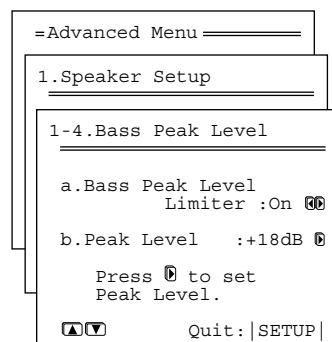 =Advanced Menu
1.Speaker Setup
1-4.Bass Peak Level
a.Bass Peak Level
Limiter :On
b.Peak Level :+18dB
Press to set
Peak Level.
Quit:|SETUP|